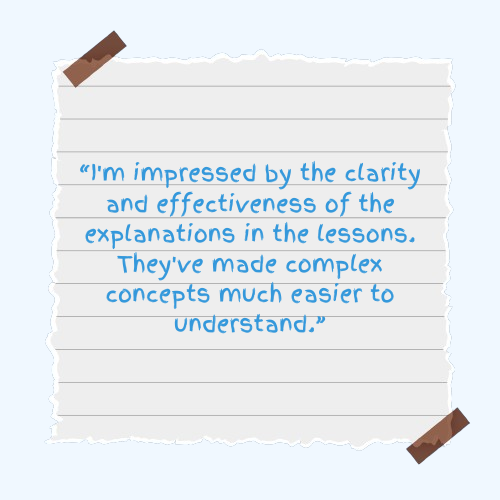 “I'm impressed by the clarity
and effectiveness of the
explanations in the lessons.
They've made complex
concepts much easier to
understand.”